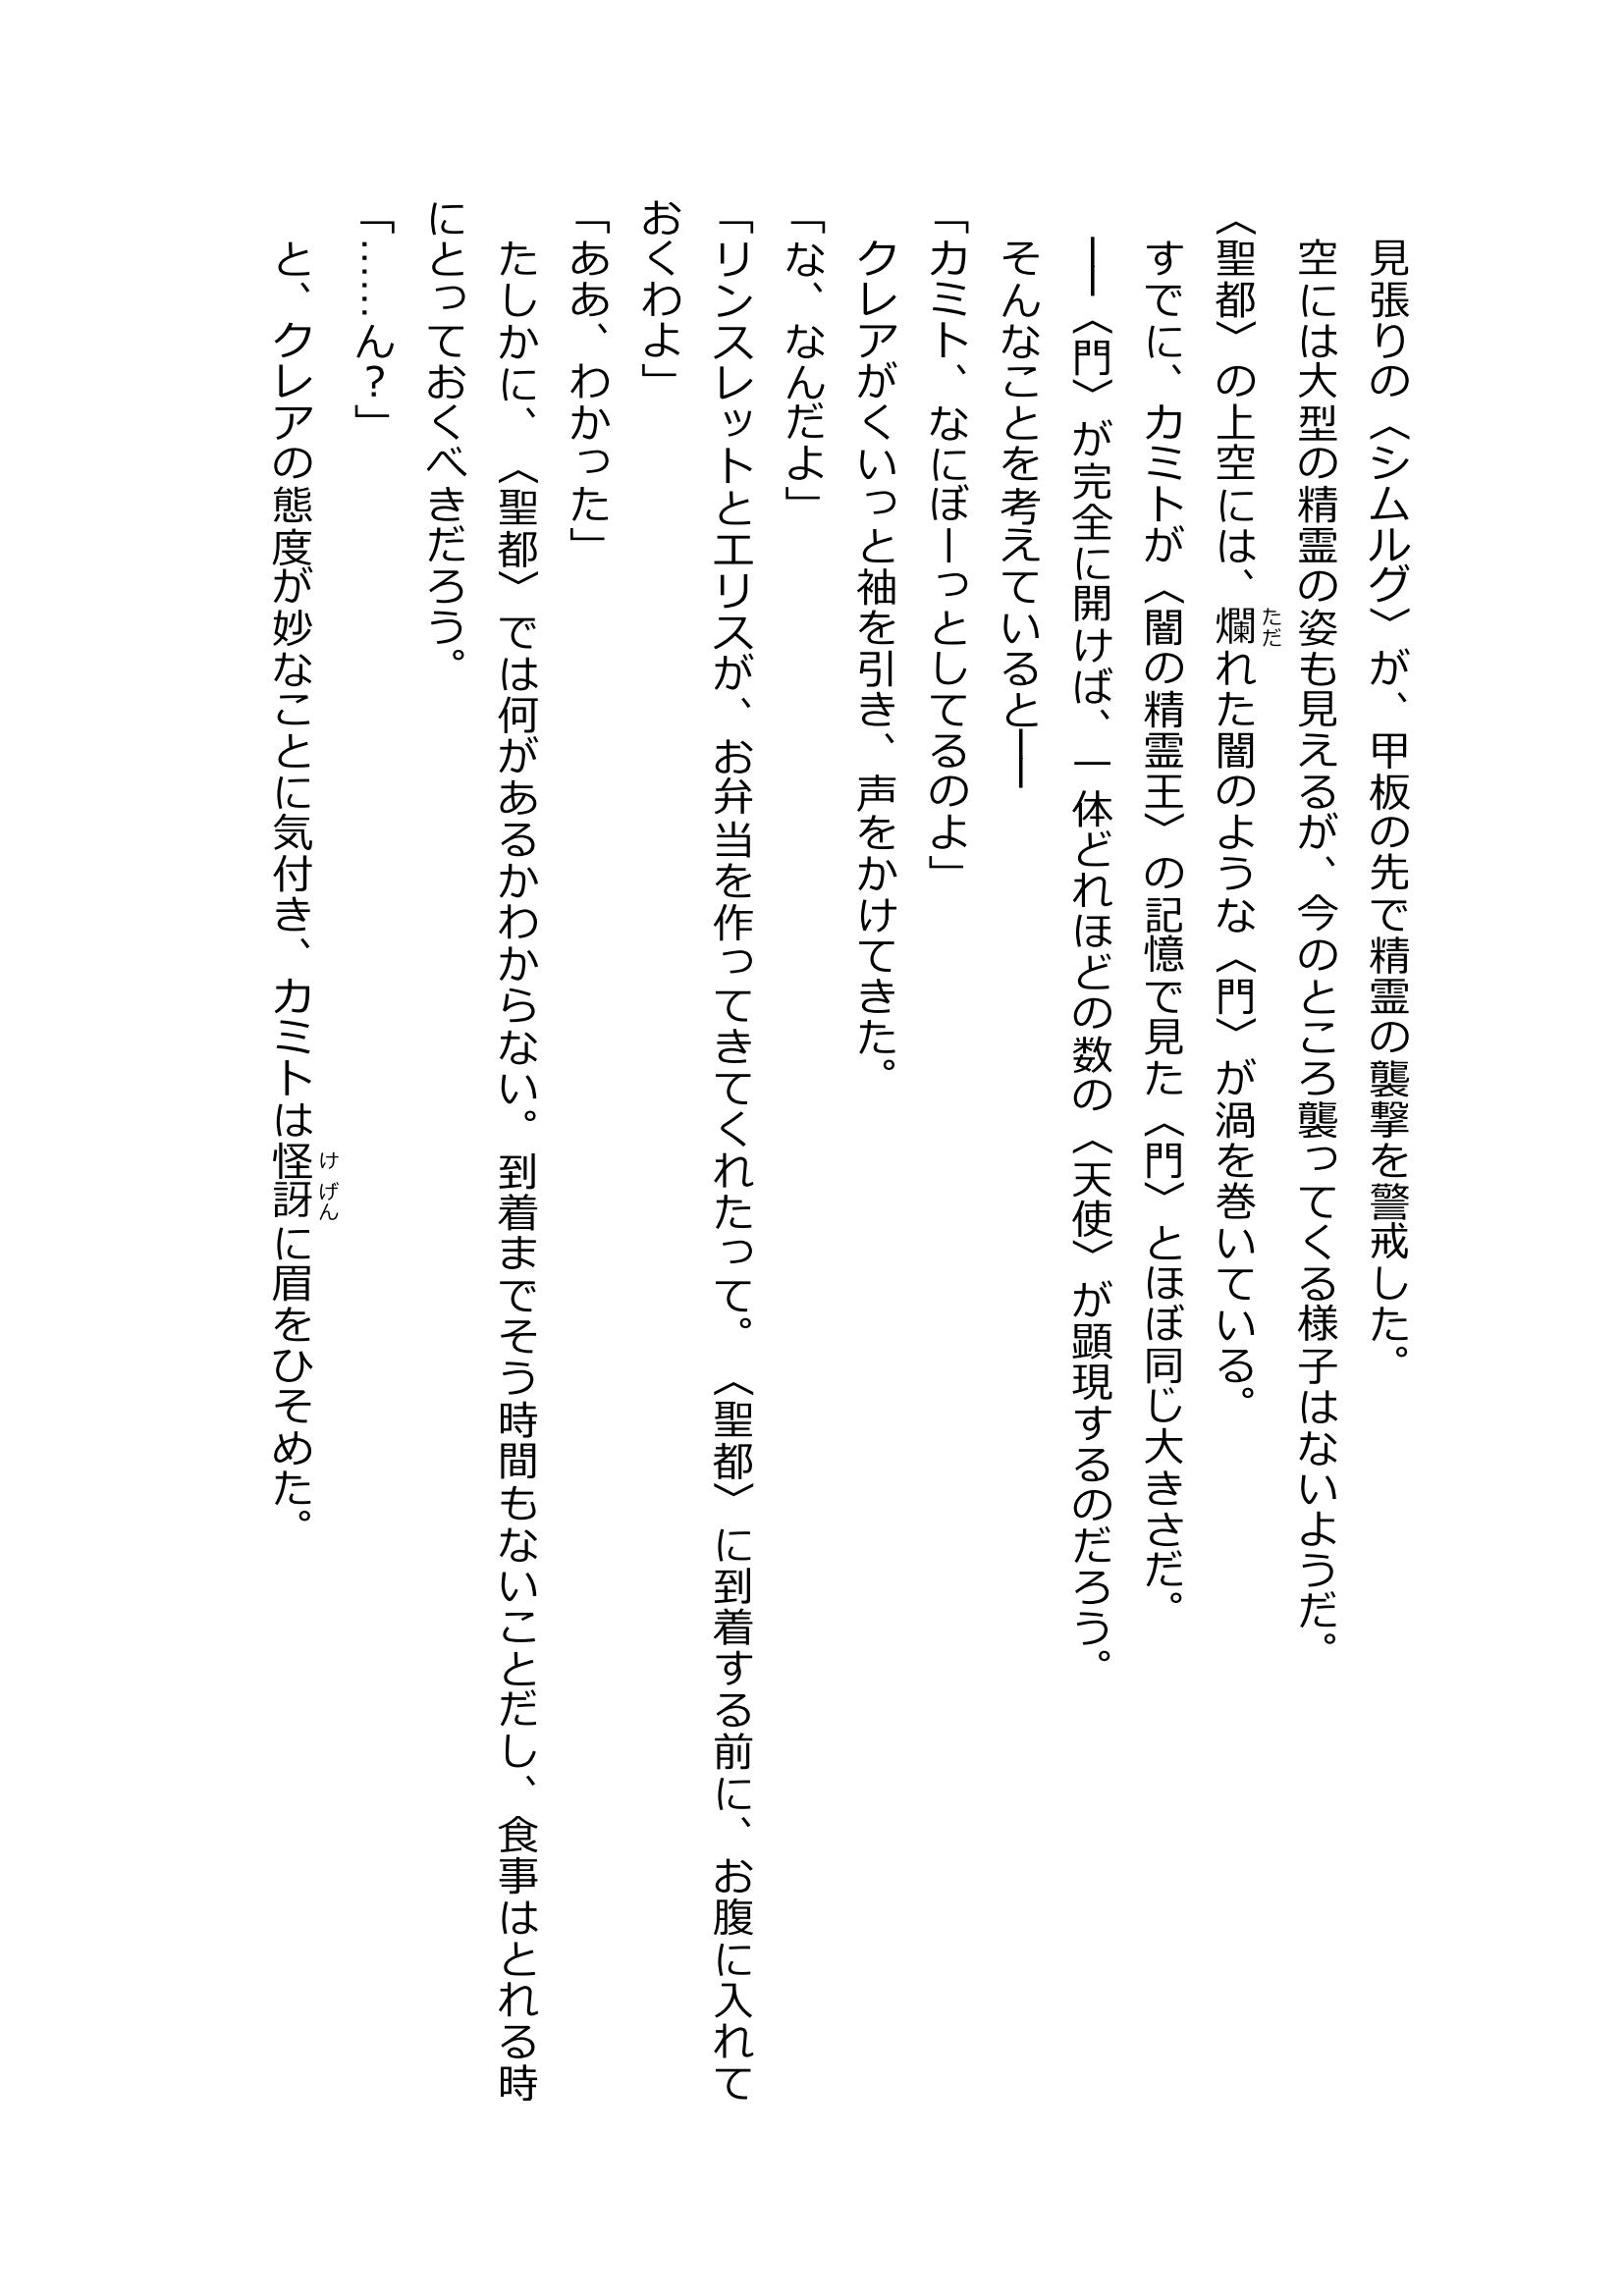 見張りの〈シムルグ〉が、甲板の先で精霊の襲撃を警戒した。
　空には大型の精霊の姿も見えるが、今のところ襲ってくる様子はないようだ。
〈聖都〉の上空には、爛れた闇のような〈門〉が渦を巻いている。
ただ
　すでに、カミトが〈闇の精霊王〉の記憶で見た〈門〉とほぼ同じ大きさだ。
　――〈門〉が完全に開けば、一体どれほどの数の〈天使〉が顕現するのだろう。
　そんなことを考えていると――
「カミト、なにぼーっとしてるのよ」
　クレアがくいっと袖を引き、声をかけてきた。
「な、なんだよ」
「リンスレットとエリスが、お弁当を作ってきてくれたって。〈聖都〉に到着する前に、お腹に入れて
おくわよ」
「ああ、わかった」
　たしかに、〈聖都〉では何があるかわからない。到着までそう時間もないことだし、食事はとれる時
にとっておくべきだろう。
「……ん？」
　と、クレアの態度が妙なことに気付き、カミトは怪訝に眉をひそめた。
けげん